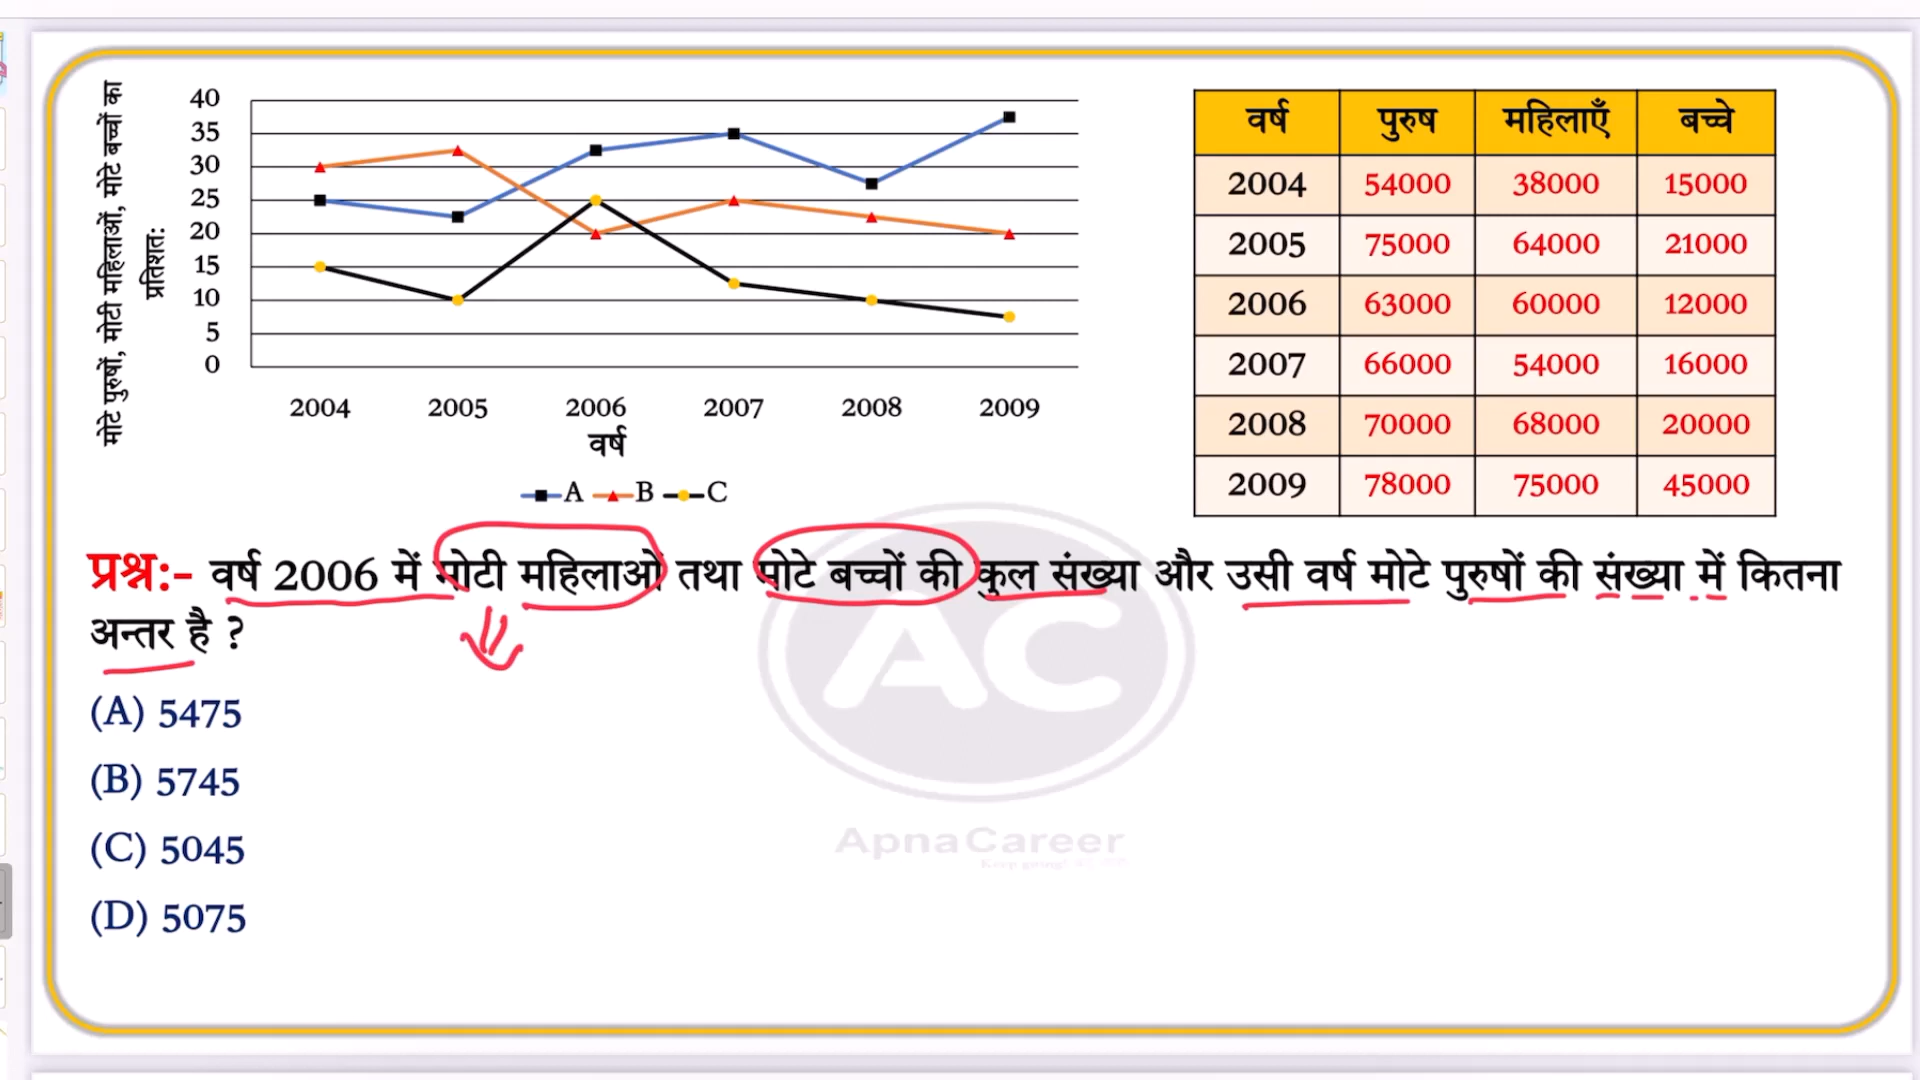 मोटे पुरुषों, मोटी महिलाओं, मोटे बच्चों का
प्रतिशत:
40
35
30
25
20
15
10
5
0
2004 2005 2006 2007 2008 2009
वर्ष
A B C
वर्ष पुरुष महिलाएँ बच्चे
2004 54000 38000 15000
2005 75000 64000 21000
2006 63000 60000 12000
2007 66000 54000 16000
2008 70000 68000 20000
2009 78000 75000 45000
प्रश्न:- वर्ष 2006 में मोटी महिलाओं तथा मोटे बच्चों की कुल संख्या और उसी वर्ष मोटे पुरुषों की संख्या में कितना
अन्तर है ?
(A) 5475
(B) 5745
(C) 5045
(D) 5075
AC
ApnaCareer